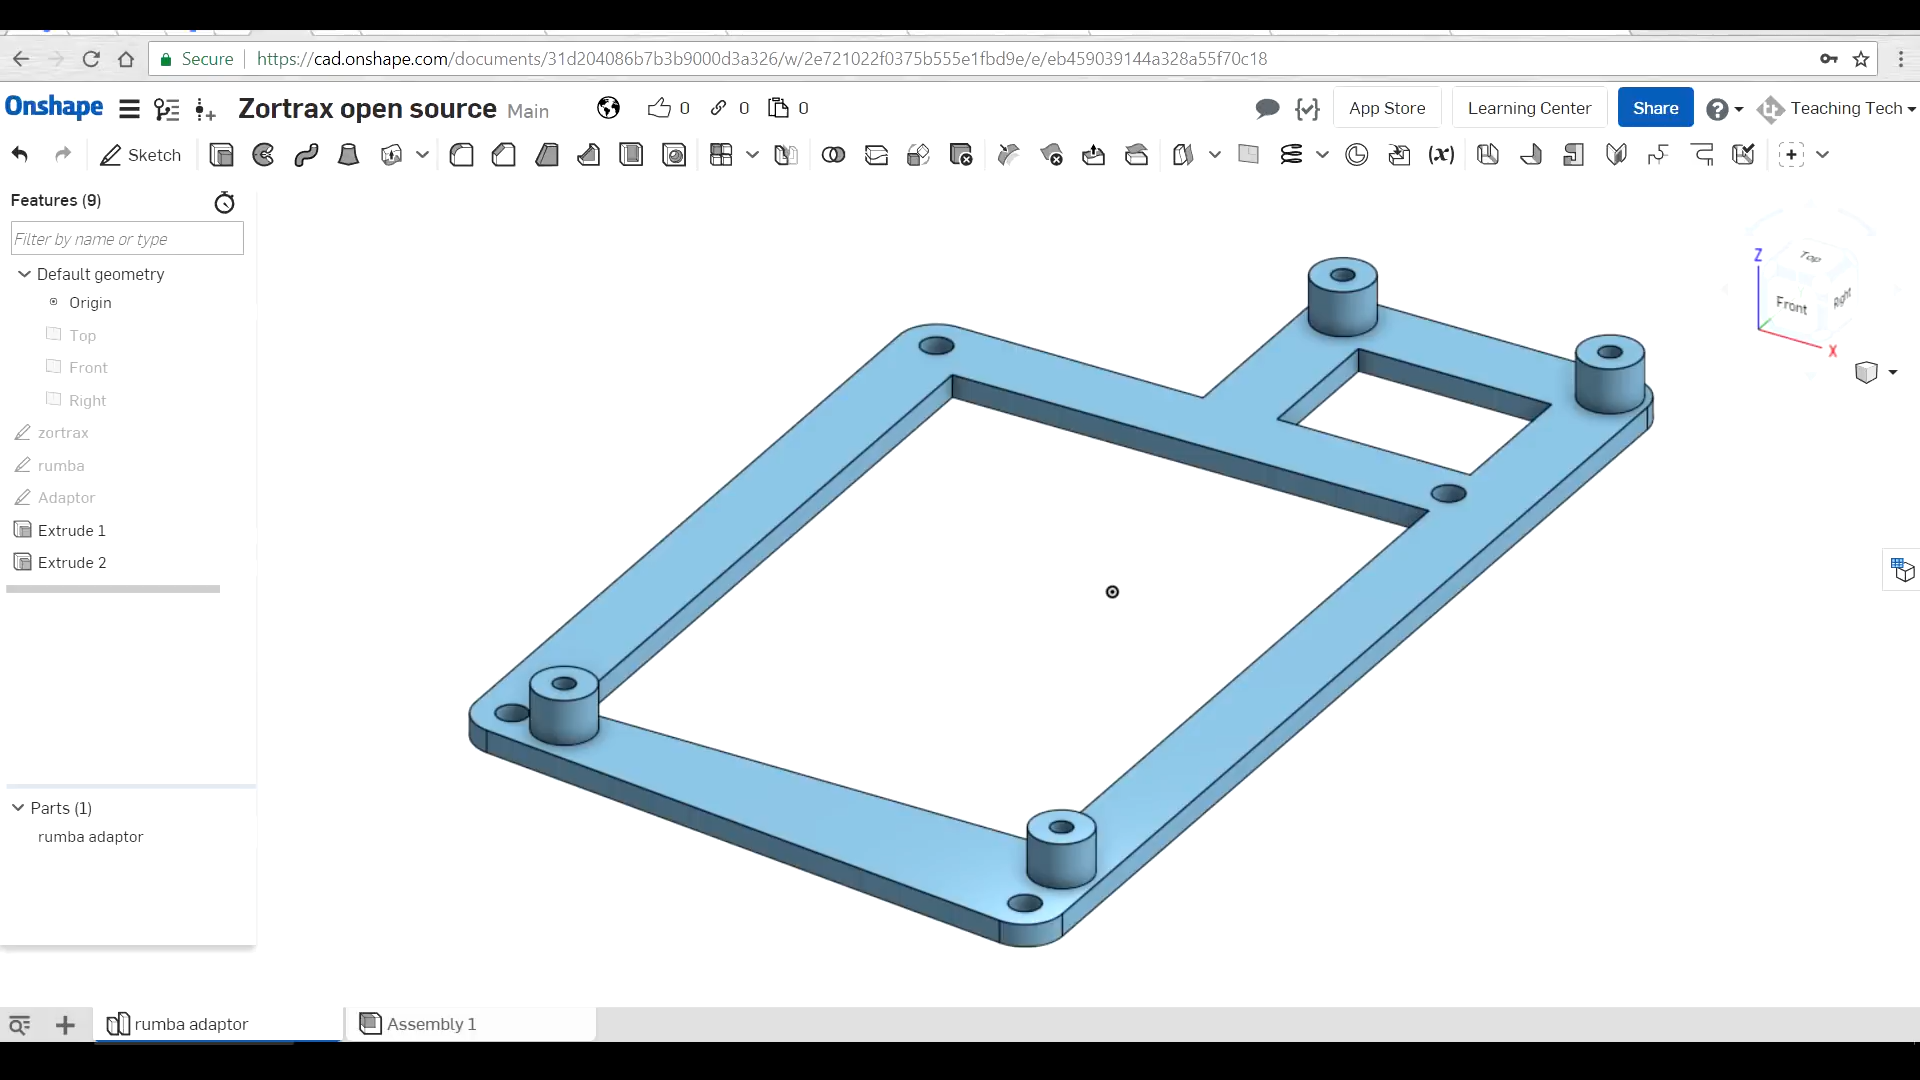 Secure https://cad.onshape.com/documents/31d204086b7b3b9000d3a326/w/2e721022f0375b555e1fbd9e/e/eb459039144a328a55f70c18
Onshape Zortrax open source Main 0 0 0 App Store Learning Center Share Teaching Tech
Sketch (x)
Features (9)
Filter by name or type
Default geometry
Origin
Top
Front
Right
zortrax
rumba
Adaptor
Extrude 1
Extrude 2
Parts (1)
rumba adaptor
Z
Top
Front
Right
X
rumba adaptor Assembly 1